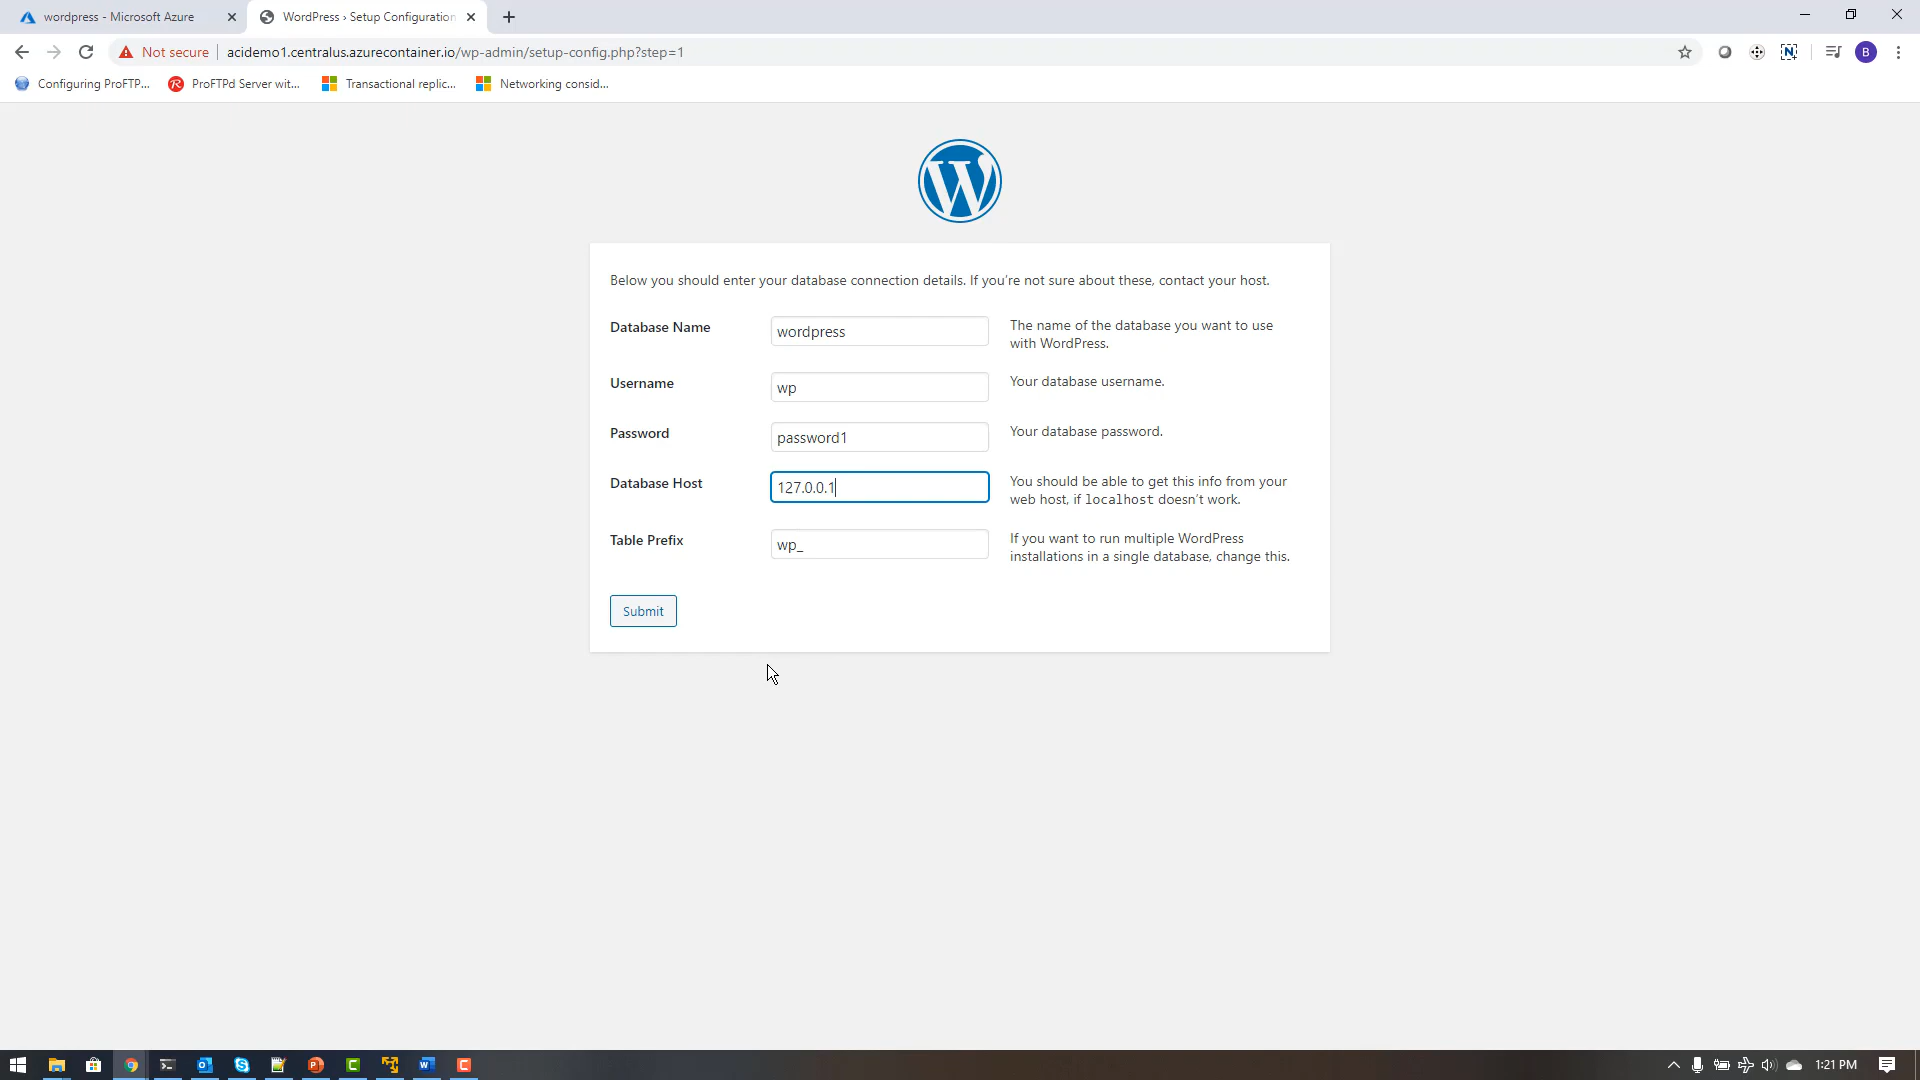 wordpress - Microsoft Azure
WordPress › Setup Configuration
Not secure
acidemo1.centralus.azurecontainer.io/wp-admin/setup-config.php?step=1
B
Configuring ProFTP...
ProFTPd Server wit...
Transactional replic...
Networking consid...
Below you should enter your database connection details. If you’re not sure about these, contact your host.
Database Name
wordpress
The name of the database you want to use
with WordPress.
Username
wp
Your database username.
Password
password1
Your database password.
Database Host
127.0.0.1
You should be able to get this info from your
web host, if localhost doesn’t work.
Table Prefix
wp_
If you want to run multiple WordPress
installations in a single database, change this.
Submit
1:21 PM